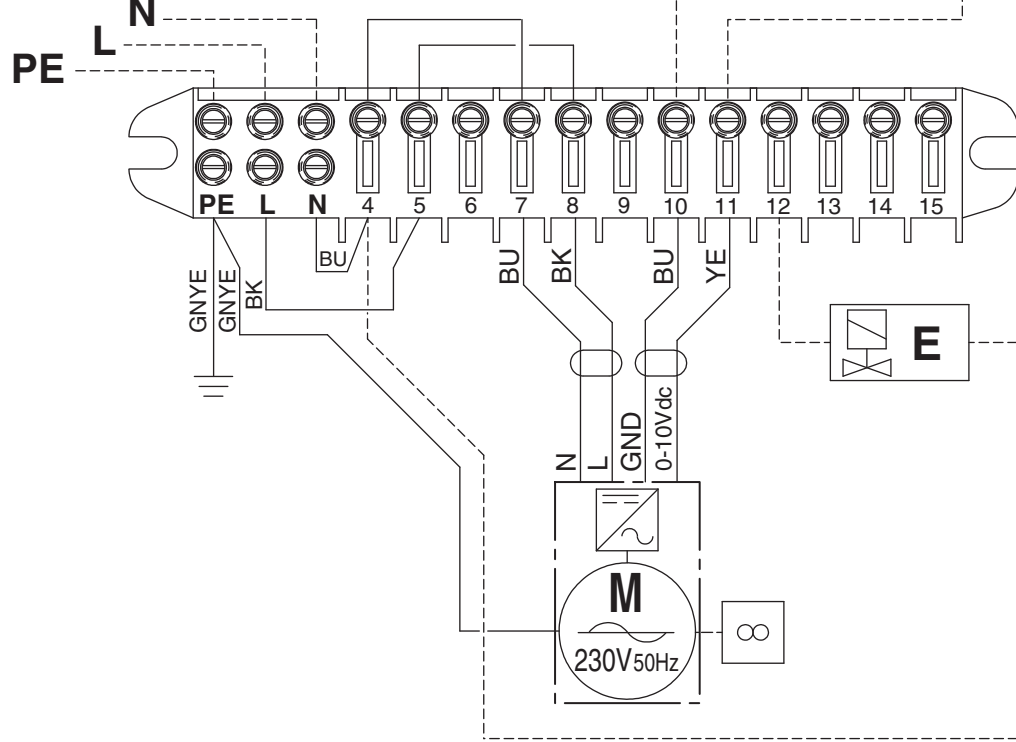 N
L
PE
PE L N 4 5 6 7 8 9 10 11 12 13 14 15
GNYE
GNYE
BK
BU
BU
BK
BU
YE
E
N
L
GND
0-10Vdc
M
230V50Hz